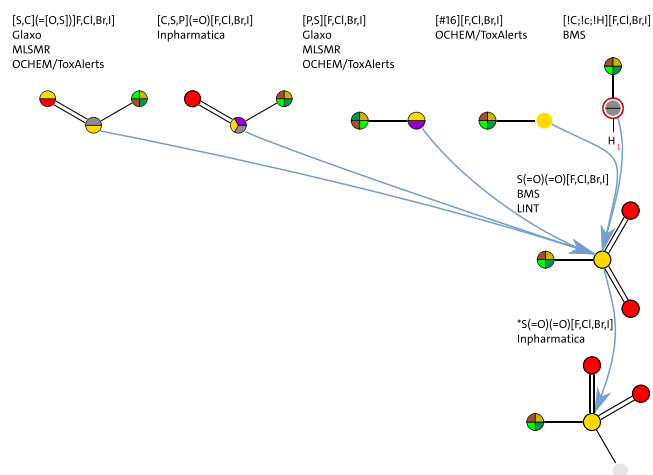 [S,C](=[O,S])]F,Cl,Br,I]
Glaxo
MLSMR
OCHEM/ToxAlerts
[C,S,P](=O)[F,Cl,Br,I]
Inpharmatica
[P,S][F,Cl,Br,I]
Glaxo
MLSMR
OCHEM/ToxAlerts
[#16][F,Cl,Br,I]
OCHEM/ToxAlerts
[!C;!c;!H][F,Cl,Br,I]
BMS
H 1
S(=O)(=O)[F,Cl,Br,I]
BMS
LINT
*S(=O)(=O)[F,Cl,Br,I]
Inpharmatica